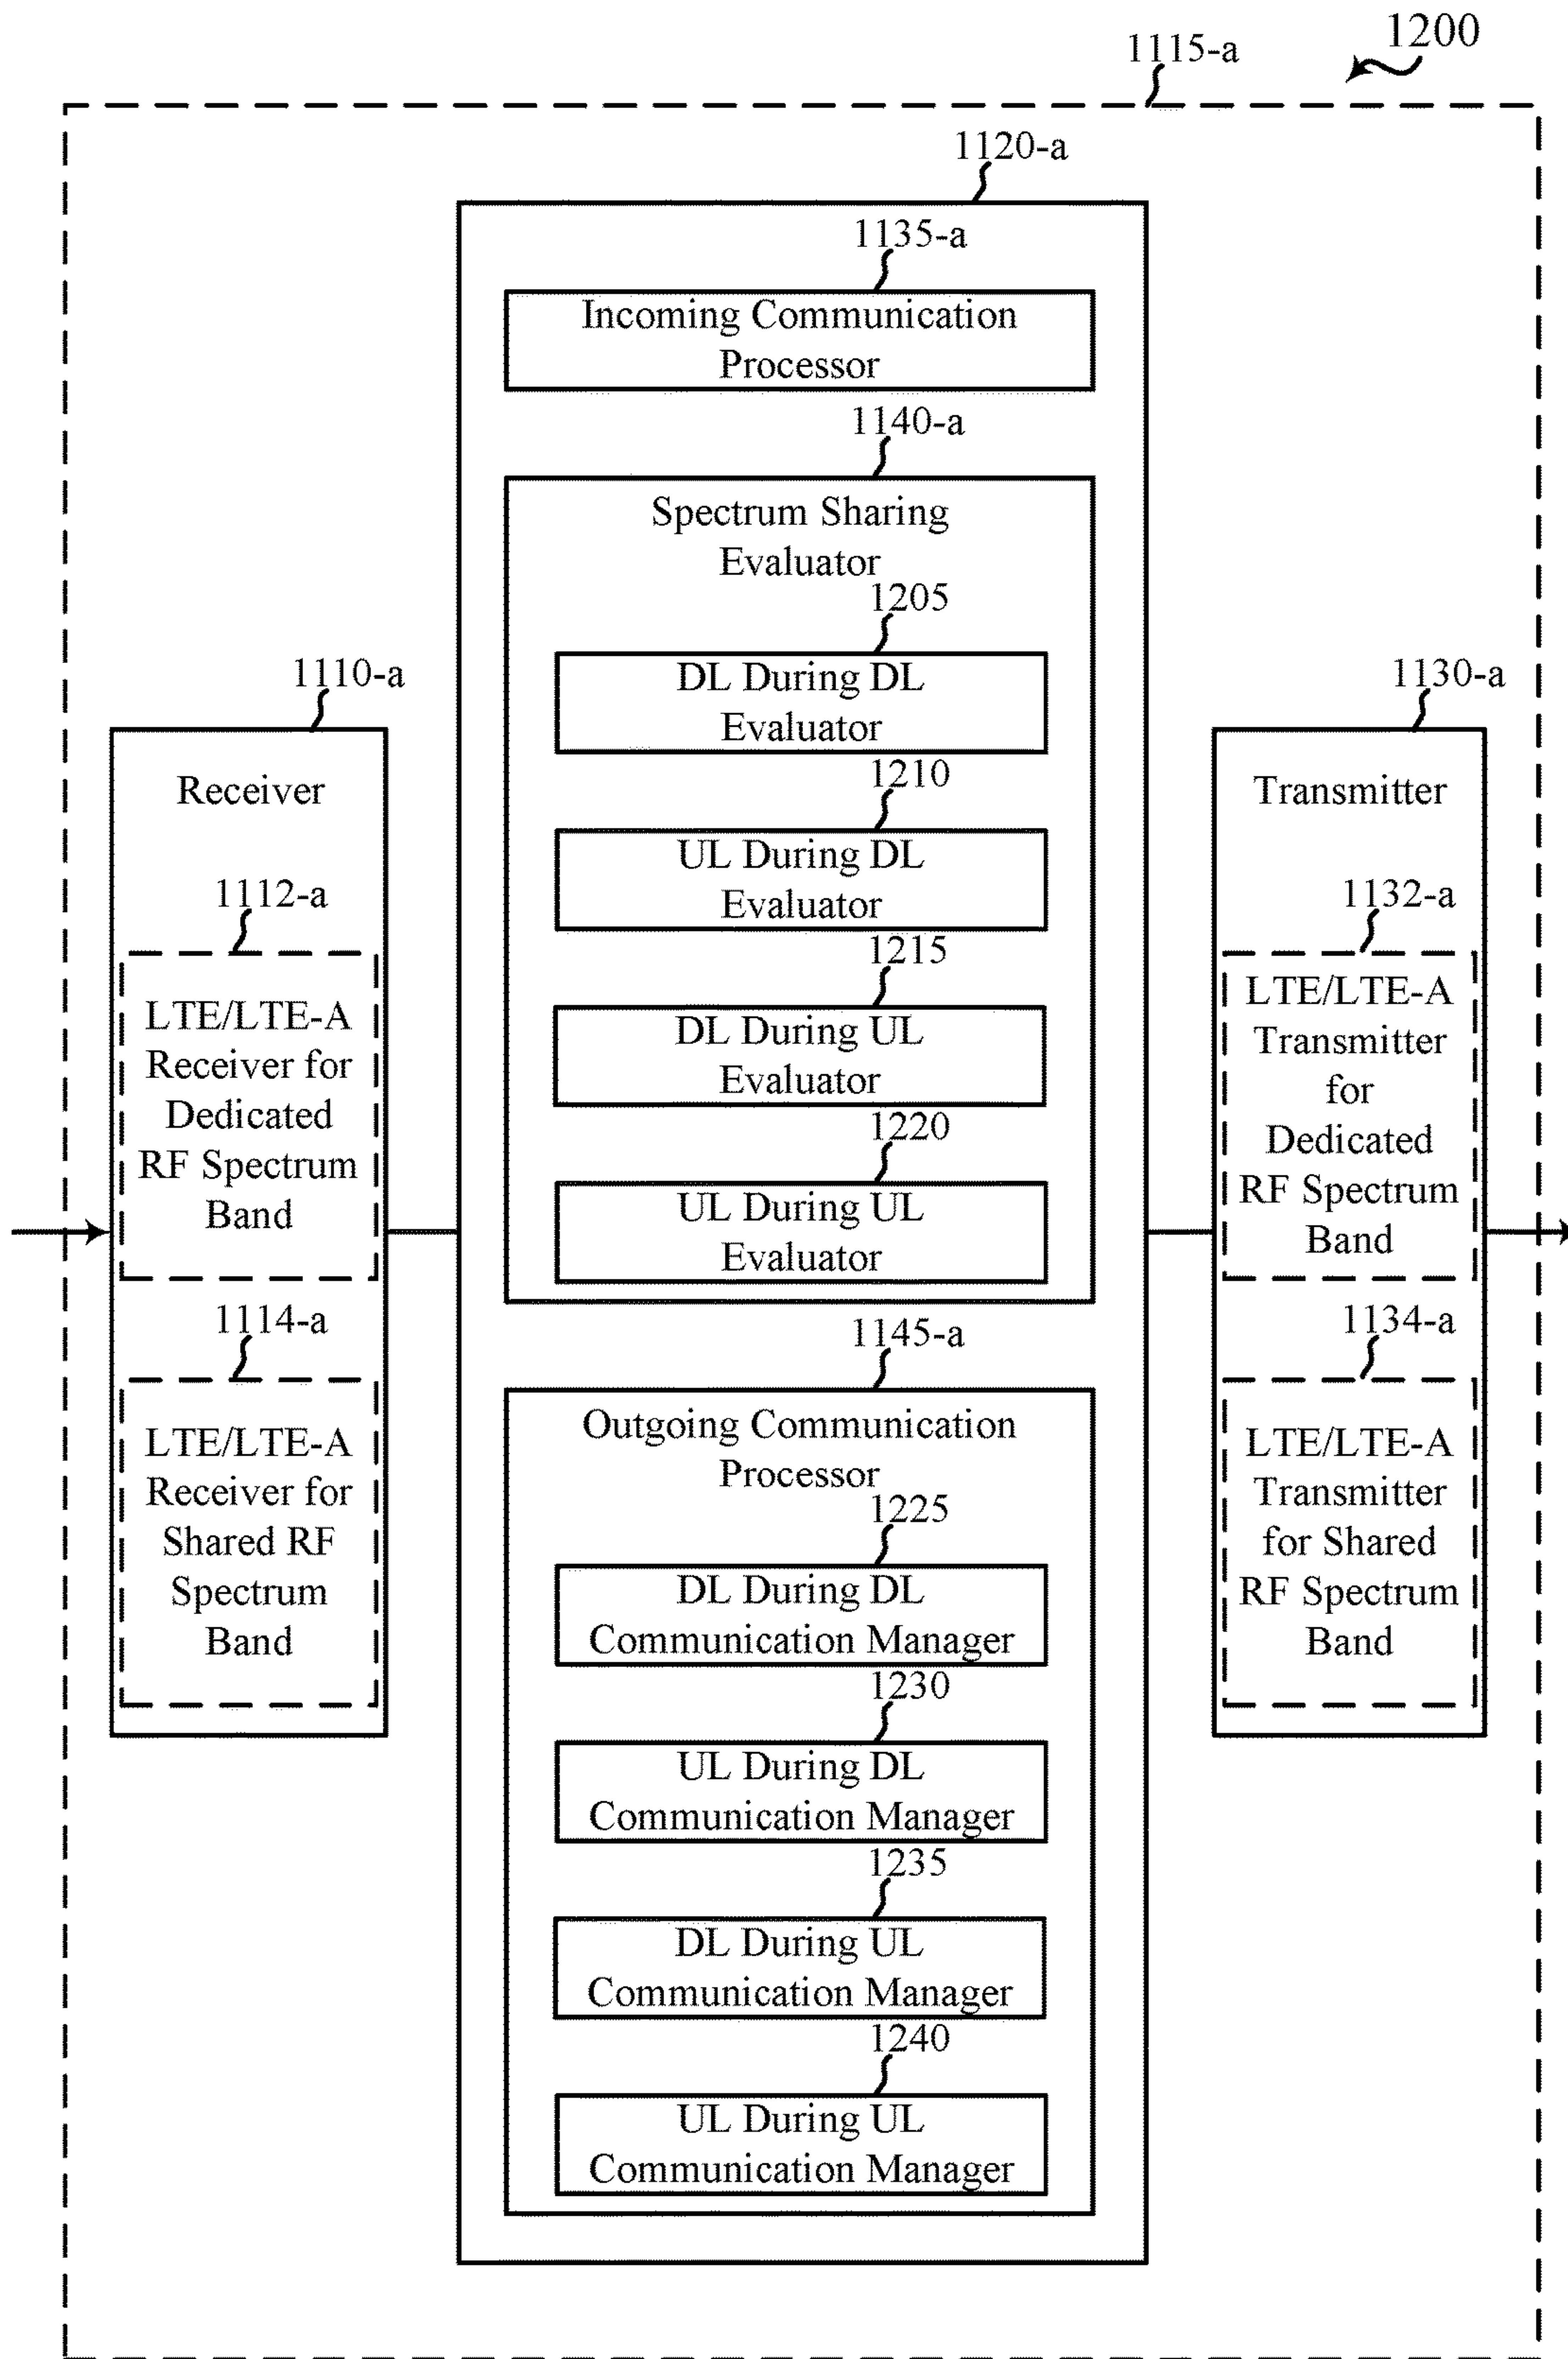 1200
1115-a
1120-a
1135-a
Incoming Communication
Processor
1140-a
Spectrum Sharing
Evaluator
1205
DL During DL
Evaluator
1210
UL During DL
Evaluator
1215
DL During UL
Evaluator
1220
UL During UL
Evaluator
1145-a
Outgoing Communication
Processor
1225
DL During DL
Communication Manager
1230
UL During DL
Communication Manager
1235
DL During UL
Communication Manager
1240
UL During UL
Communication Manager
1110-a
Receiver
1112-a
LTE/LTE-A
Receiver for
Dedicated
RF Spectrum
Band
1114-a
LTE/LTE-A
Receiver for
Shared RF
Spectrum
Band
1130-a
Transmitter
1132-a
LTE/LTE-A
Transmitter
for
Dedicated
RF Spectrum
Band
1134-a
LTE/LTE-A
Transmitter
for Shared
RF Spectrum
Band